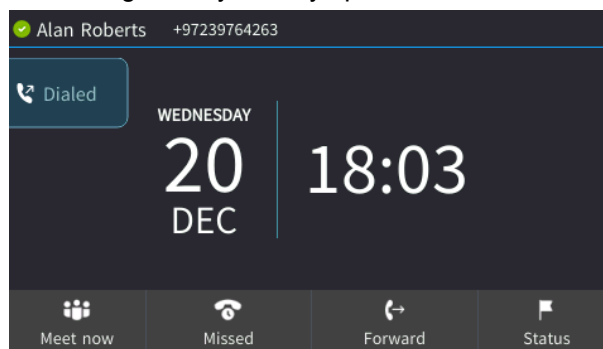 Alan Roberts +97239764263
Dialed
WEDNESDAY
20
DEC
18:03
Meet now Missed Forward Status